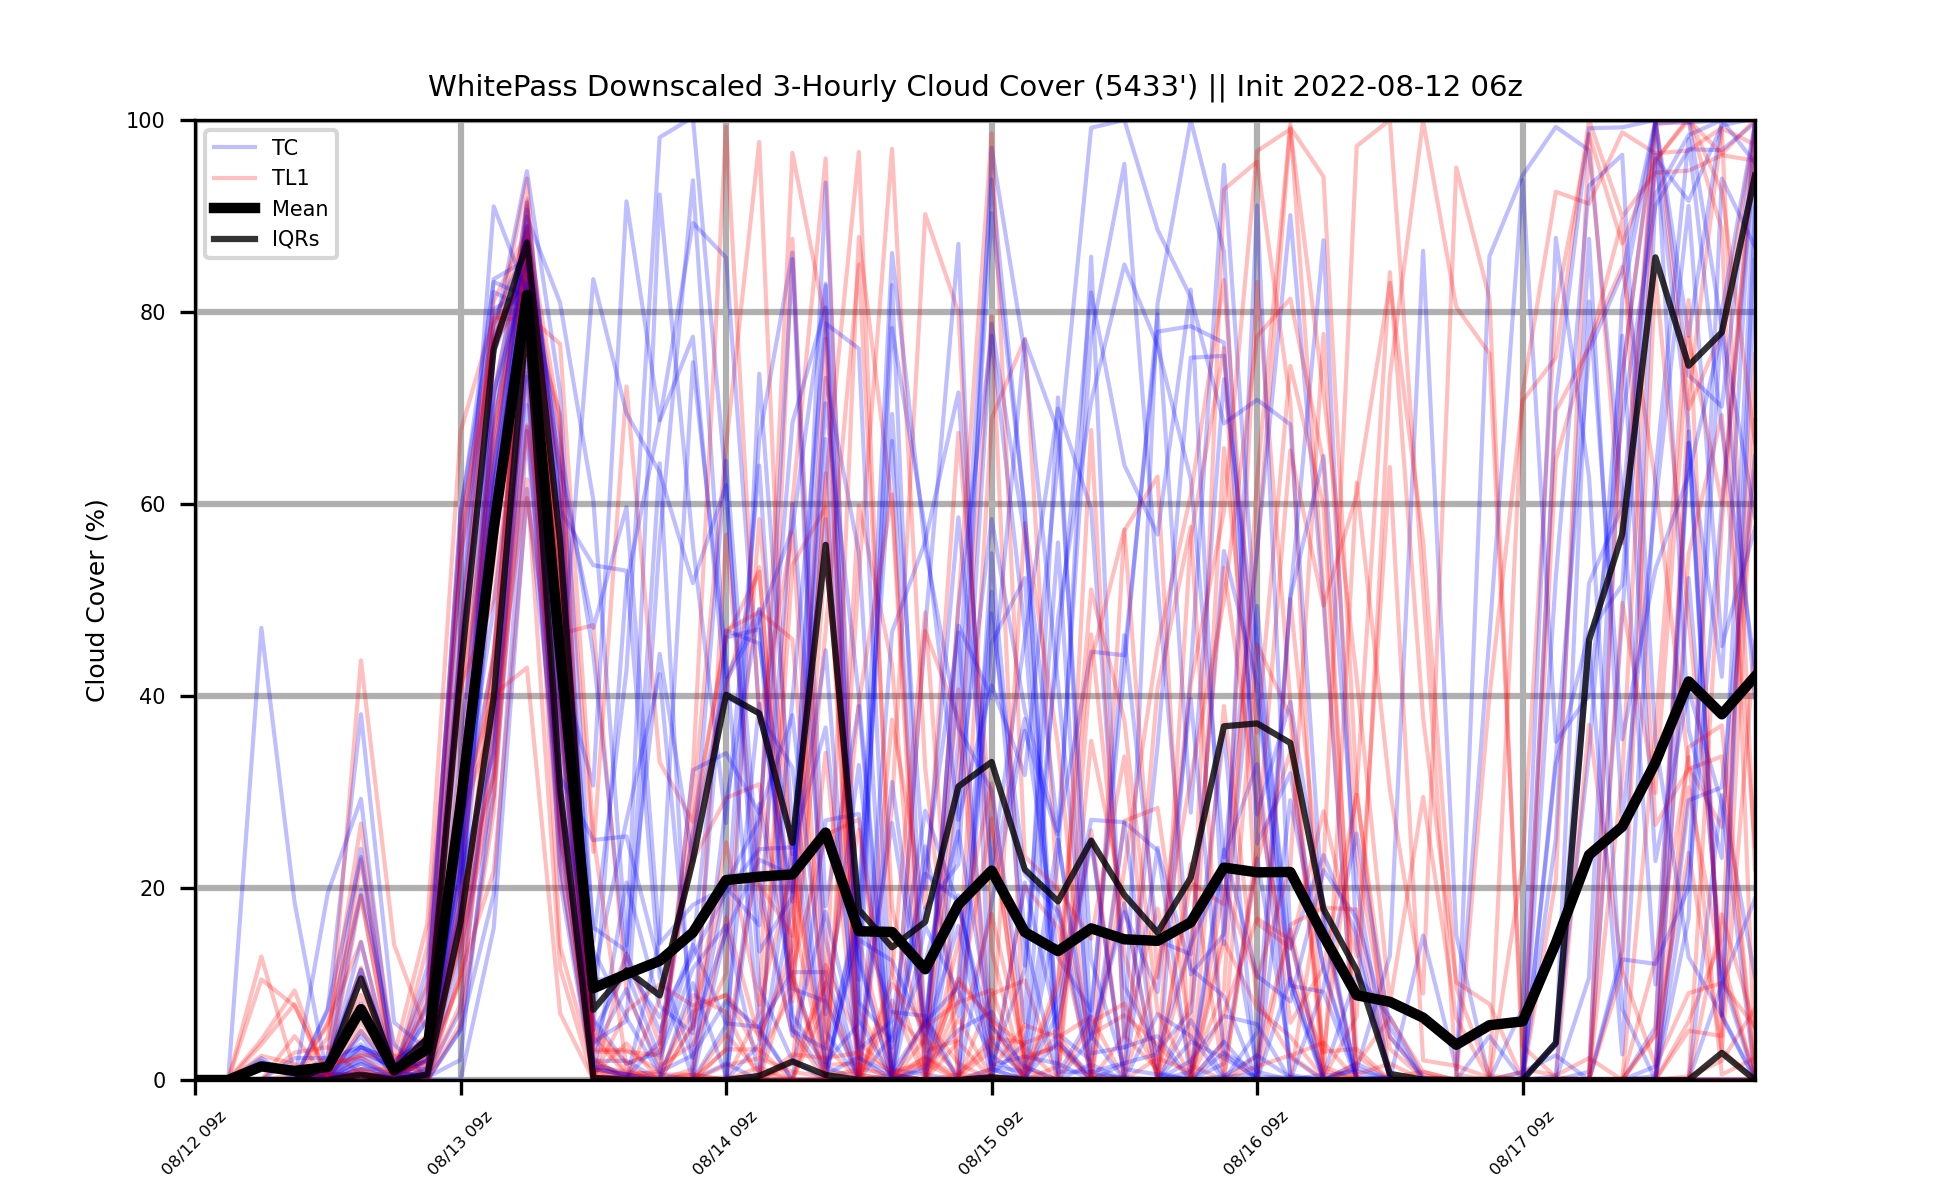 WhitePass Downscaled 3-Hourly Cloud Cover (5433') || Init 2022-08-12 06z
100
80
60
40
20
0
Cloud Cover (%)
TC
TL1
Mean
IQRs
08/12 09z
08/13 09z
08/14 09z
08/15 09z
08/16 09z
08/17 09z